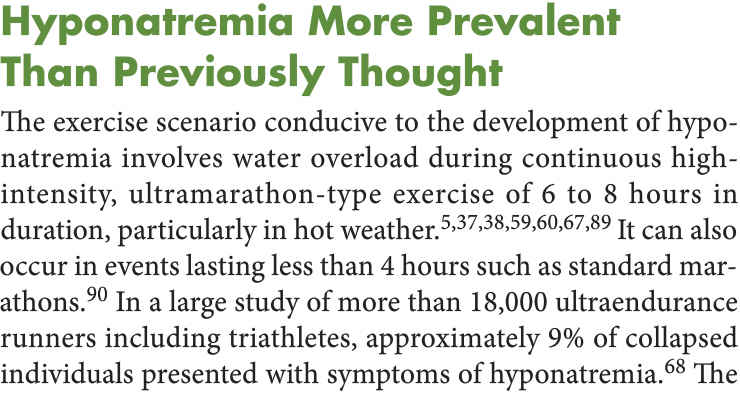 Hyponatremia More Prevalent
Than Previously Thought
The exercise scenario conducive to the development of hypo-
natremia involves water overload during continuous high-
intensity, ultramarathon-type exercise of 6 to 8 hours in
duration, particularly in hot weather.5,37,38,59,60,67,89 It can also
occur in events lasting less than 4 hours such as standard mar-
athons.90 In a large study of more than 18,000 ultraendurance
runners including triathletes, approximately 9% of collapsed
individuals presented with symptoms of hyponatremia.68 The